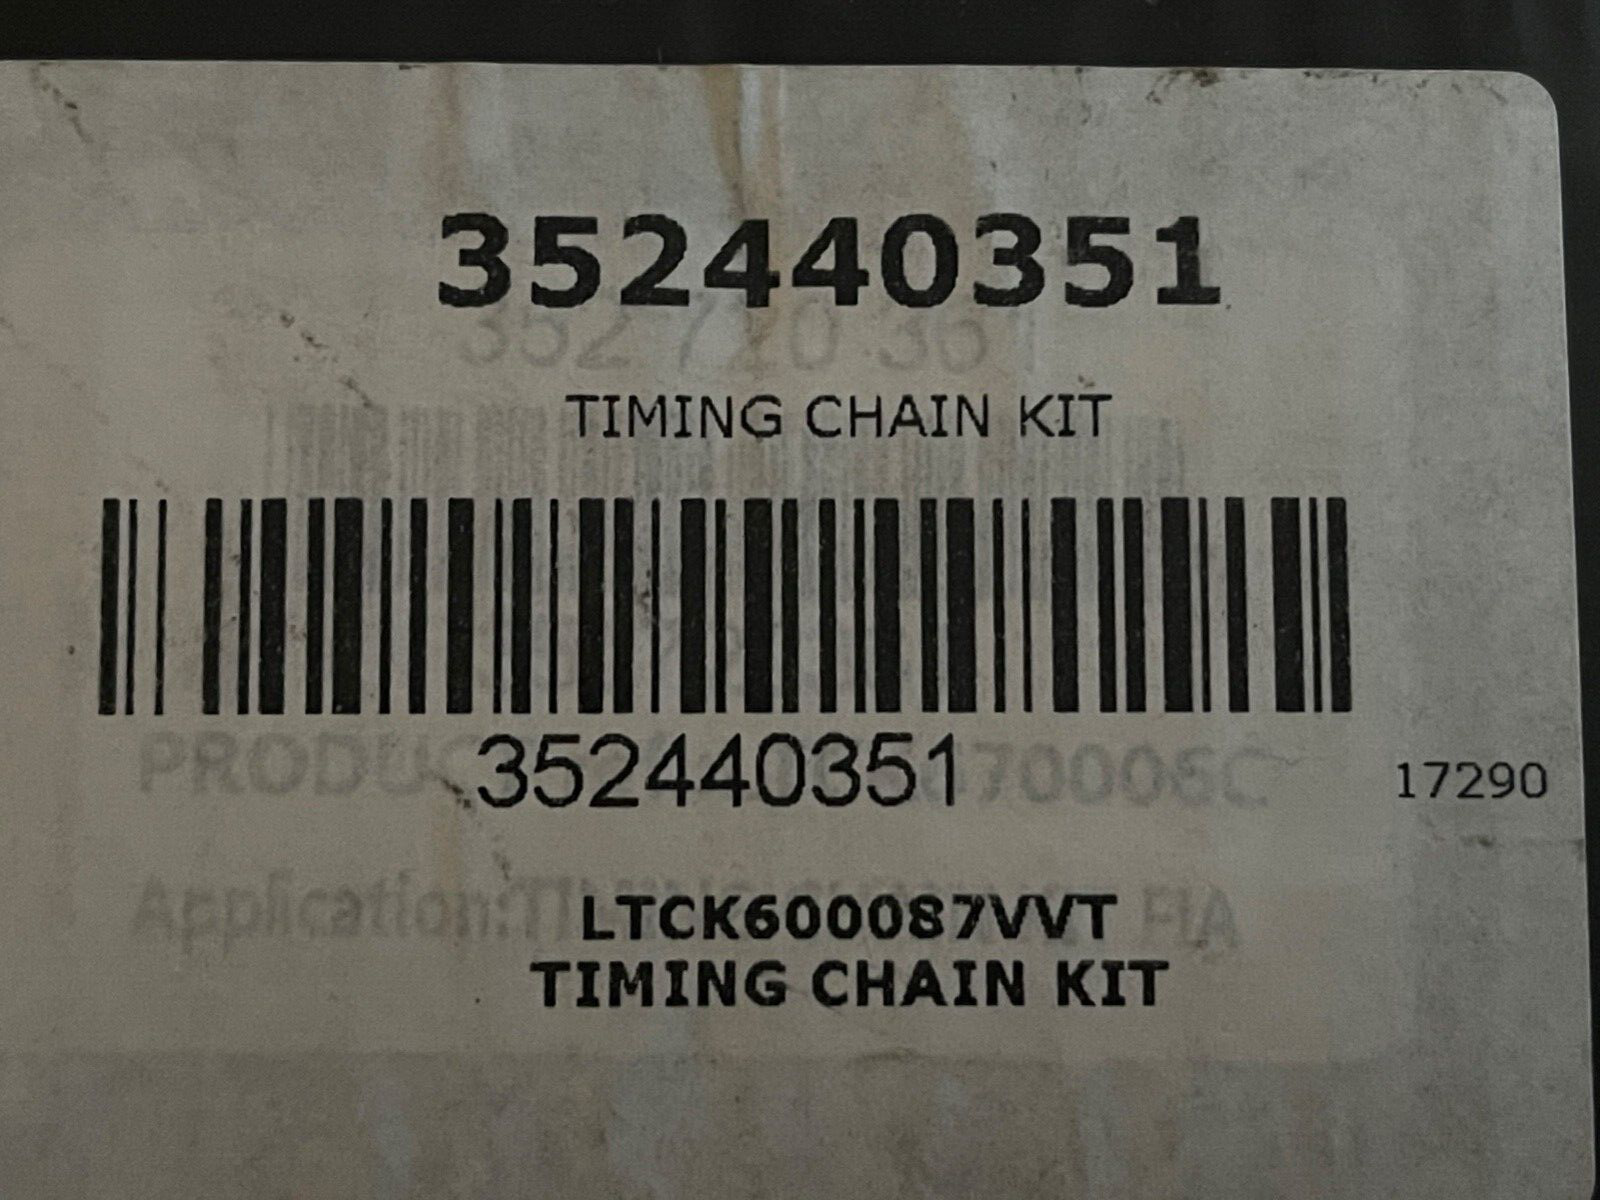 352440351
TIMING CHAIN KIT
352440351
17290
LTCK600087VVT
TIMING CHAIN KIT